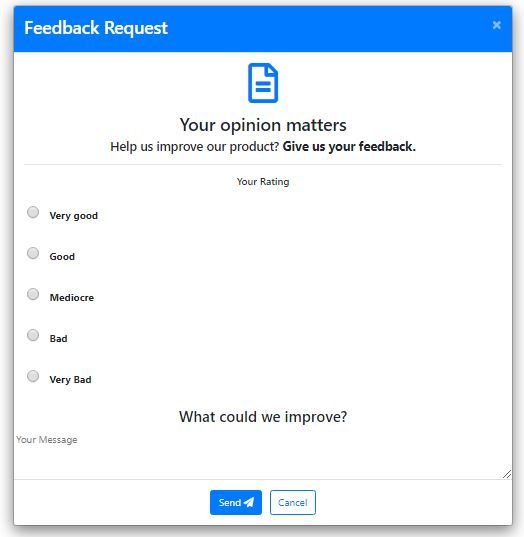 Feedback Request
×
Your opinion matters
Help us improve our product? Give us your feedback.
Your Rating
Very good
Good
Mediocre
Bad
Very Bad
What could we improve?
Your Message
Send
Cancel